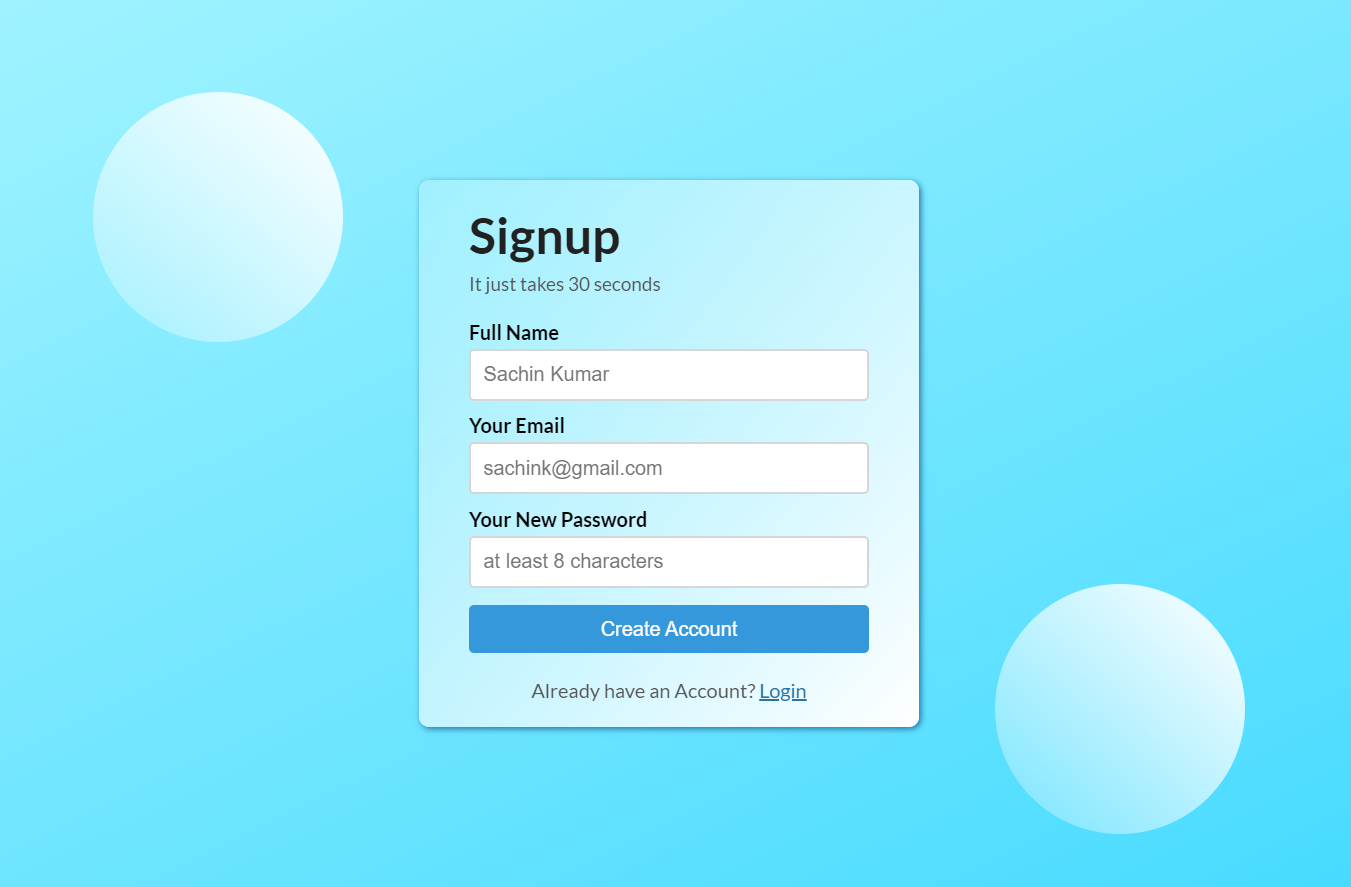 Signup
It just takes 30 seconds
Full Name
Sachin Kumar
Your Email
sachink@gmail.com
Your New Password
at least 8 characters
Create Account
Already have an Account? Login